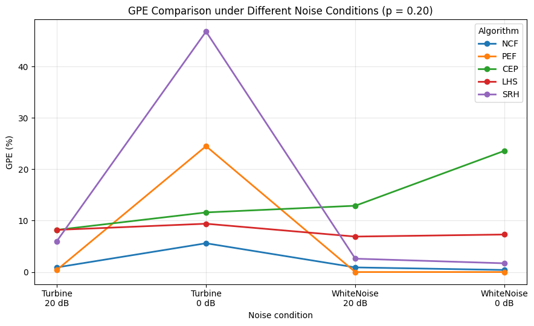 GPE Comparison under Different Noise Conditions (p = 0.20)
Algorithm
NCF
PEF
CEP
LHS
SRH
GPE (%)
40
30
20
10
0
Turbine
20 dB
Turbine
0 dB
WhiteNoise
20 dB
WhiteNoise
0 dB
Noise condition